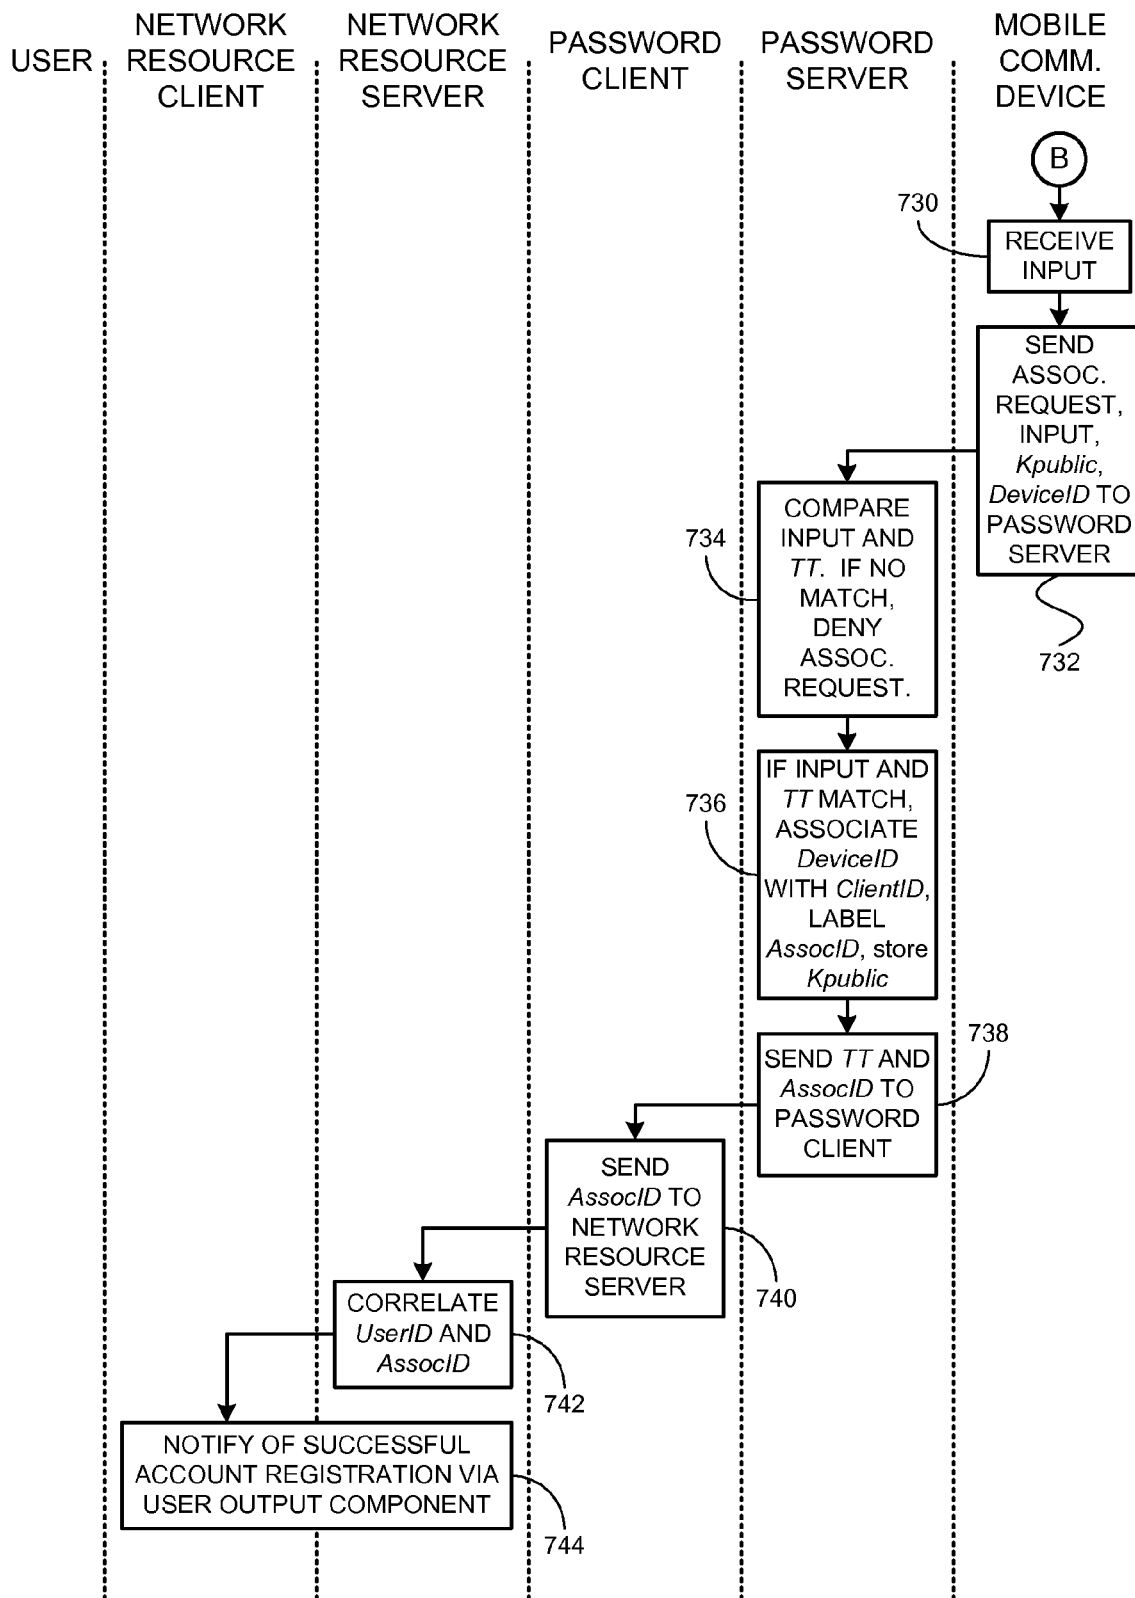 USER
NETWORK
RESOURCE
CLIENT
NETWORK
RESOURCE
SERVER
PASSWORD
CLIENT
PASSWORD
SERVER
MOBILE
COMM.
DEVICE
B
730
RECEIVE
INPUT
SEND
ASSOC.
REQUEST,
INPUT,
Kpublic,
DeviceID TO
PASSWORD
SERVER
732
734
COMPARE
INPUT AND
TT. IF NO
MATCH,
DENY
ASSOC.
REQUEST.
736
IF INPUT AND
TT MATCH,
ASSOCIATE
DeviceID
WITH ClientID,
LABEL
AssocID, store
Kpublic
738
SEND TT AND
AssocID TO
PASSWORD
CLIENT
SEND
AssocID TO
NETWORK
RESOURCE
SERVER
740
CORRELATE
UserID AND
AssocID
742
NOTIFY OF SUCCESSFUL
ACCOUNT REGISTRATION VIA
USER OUTPUT COMPONENT
744